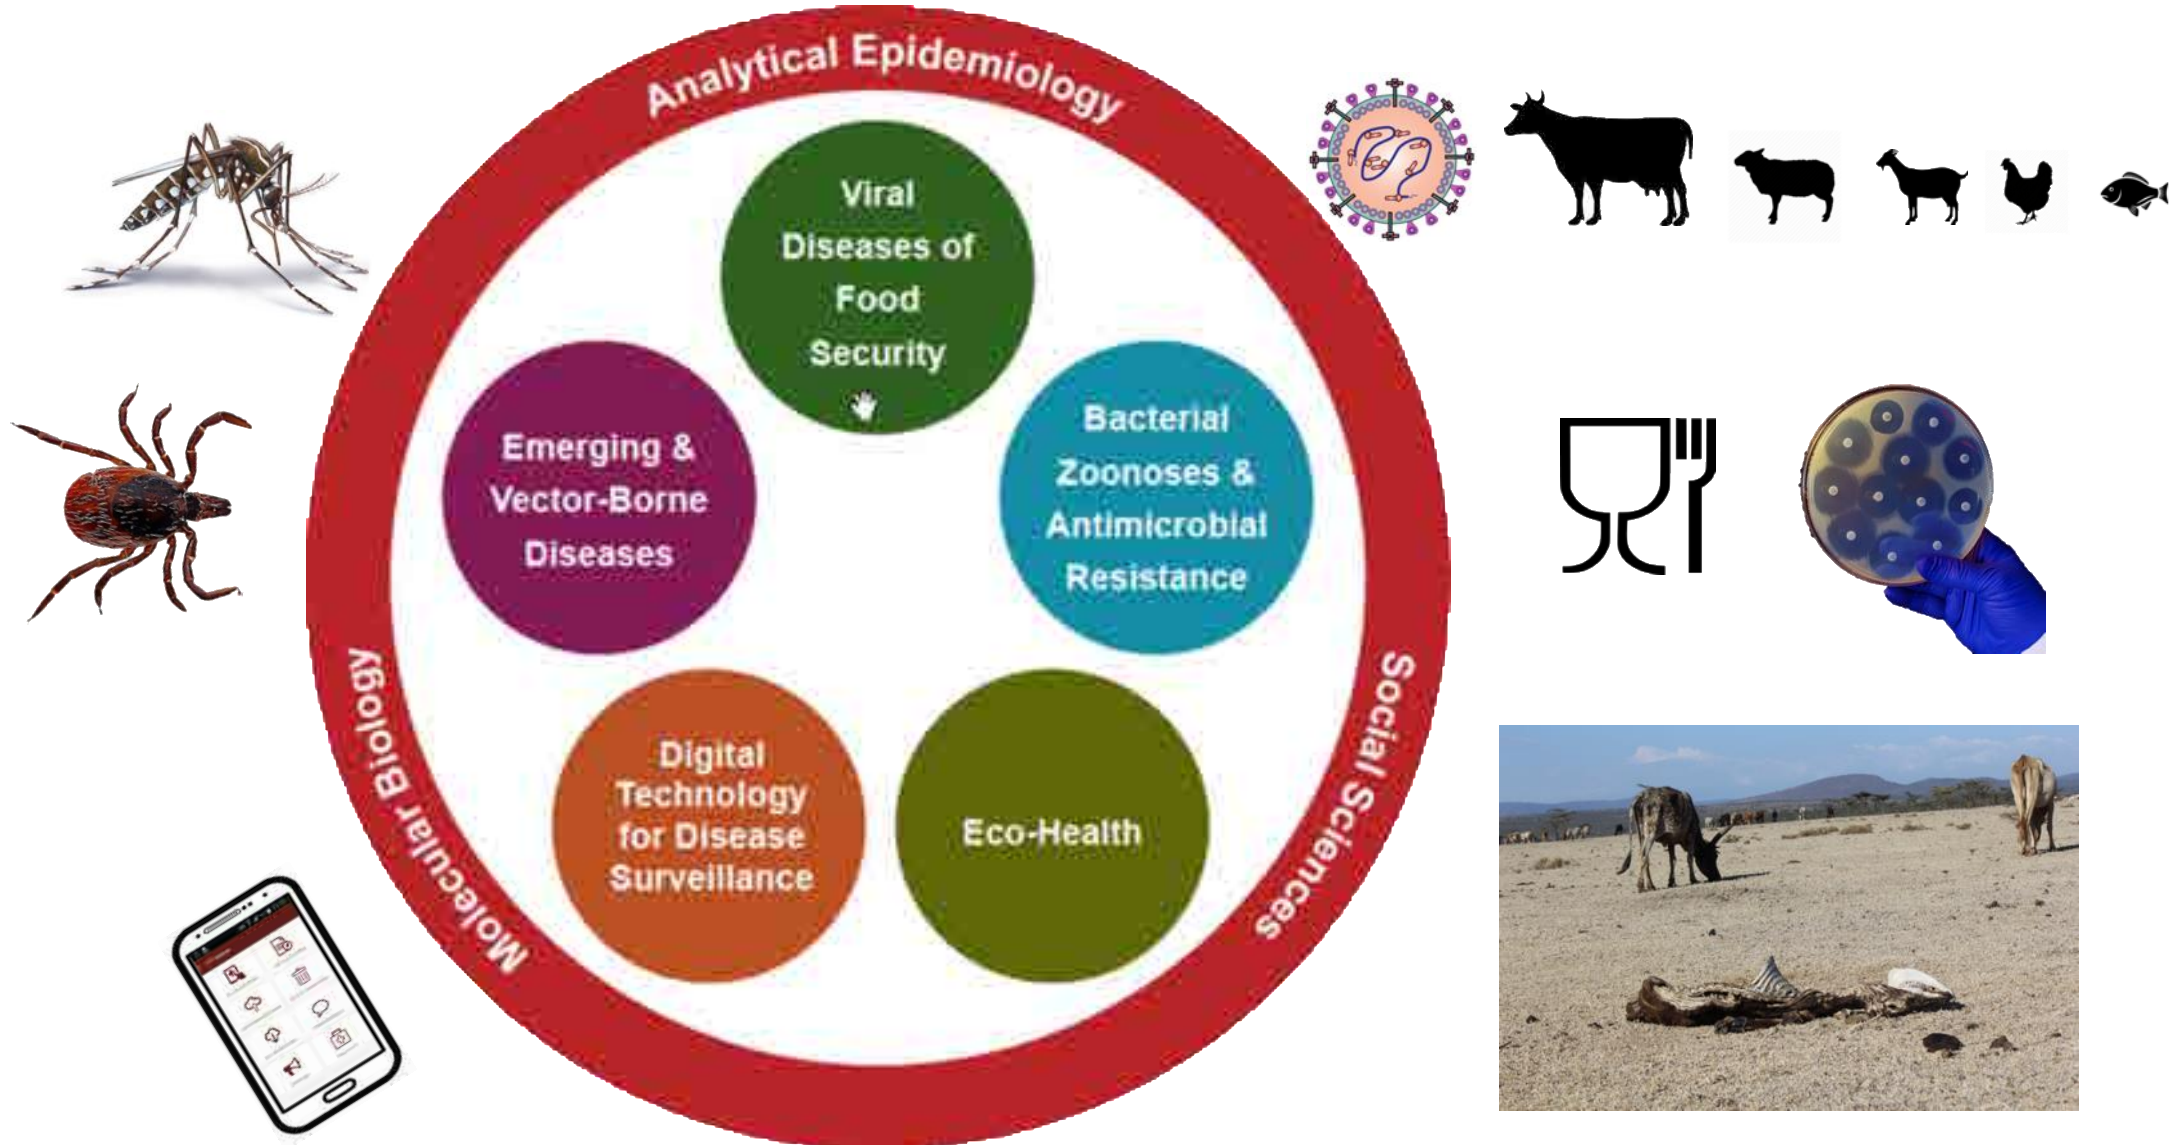 Analytical Epidemiology
Viral
Diseases of
Food
Security
Emerging &
Vector-Borne
Diseases
Bacterial
Zoonoses &
Antimicrobial
Resistance
Digital
Technology
for Disease
Surveillance
Eco-Health
Molecular Biology
Social Sciences